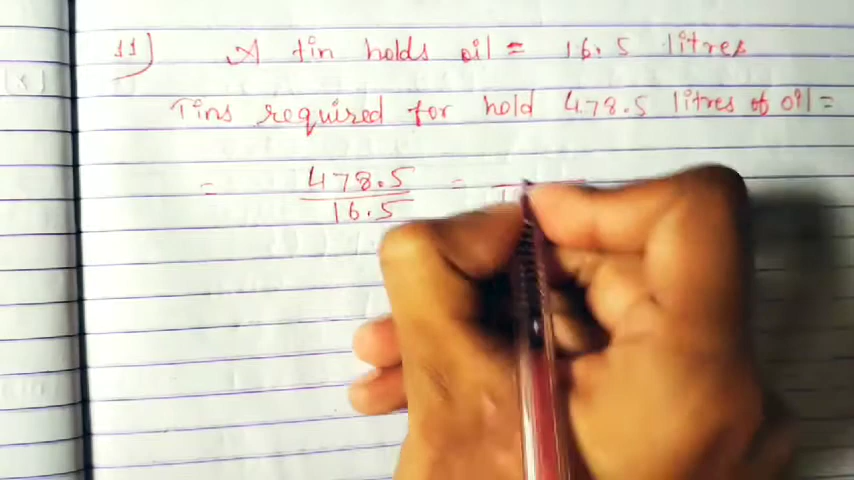 11) A tin holds oil = 16.5 litres
Tins required for hold 478.5 litres of oil =
= 478.5 / 16.5 =